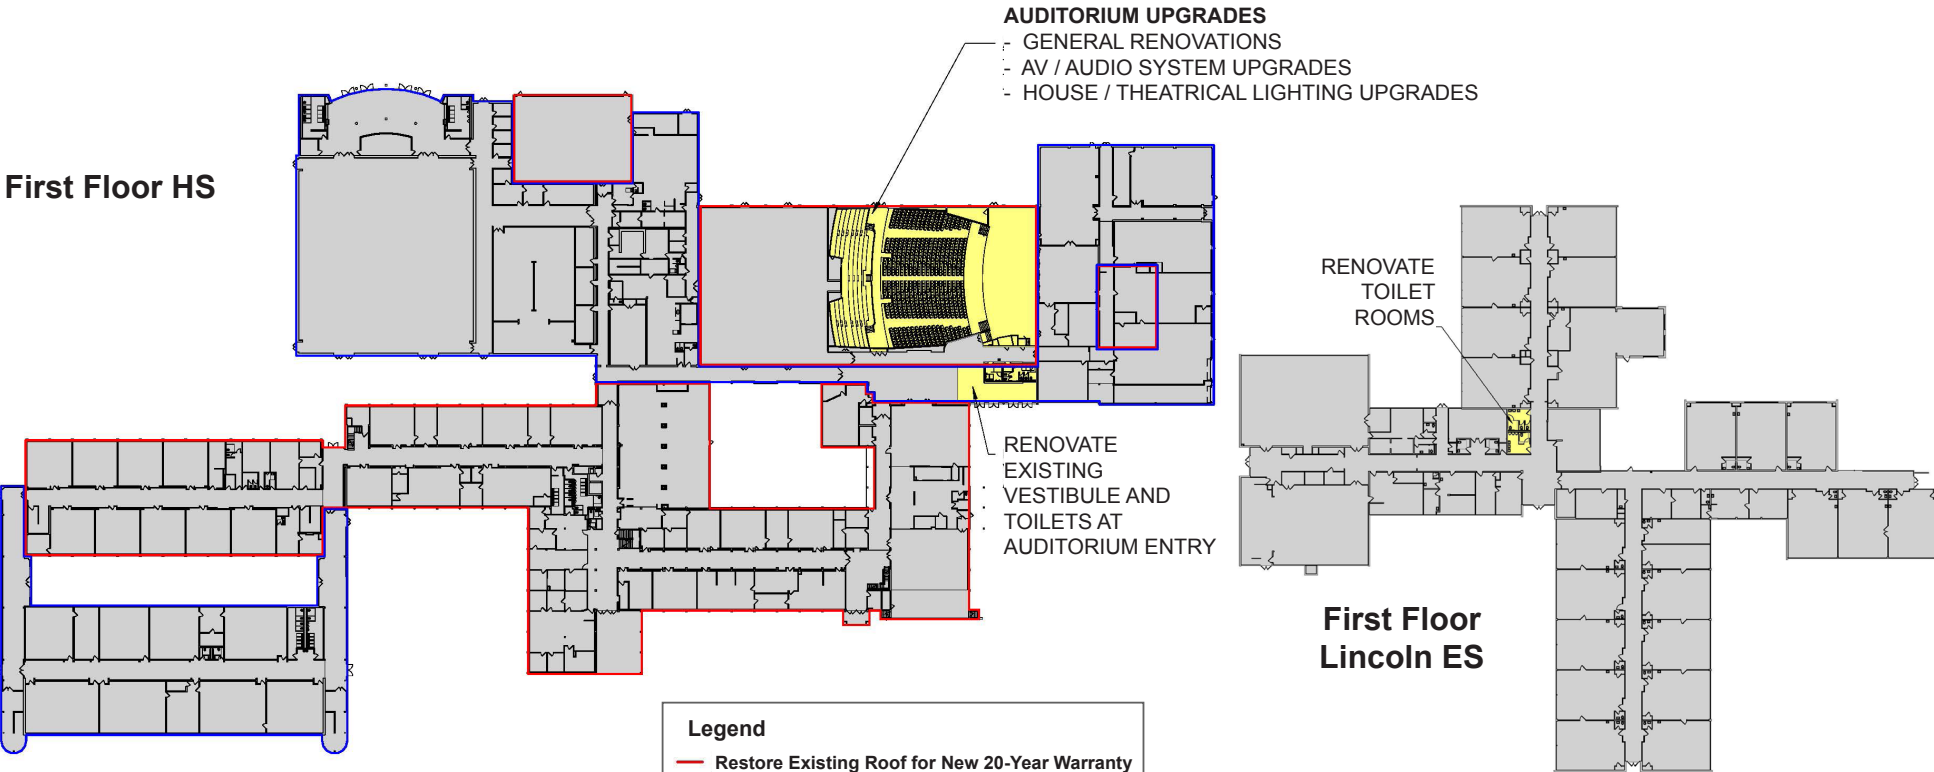 AUDITORIUM UPGRADES
- GENERAL RENOVATIONS
- AV / AUDIO SYSTEM UPGRADES
- HOUSE / THEATRICAL LIGHTING UPGRADES
First Floor HS
RENOVATE
TOILET
ROOMS
RENOVATE
EXISTING
VESTIBULE AND
TOILETS AT
AUDITORIUM ENTRY
First Floor
Lincoln ES
Legend
Restore Existing Roof for New 20-Year Warranty